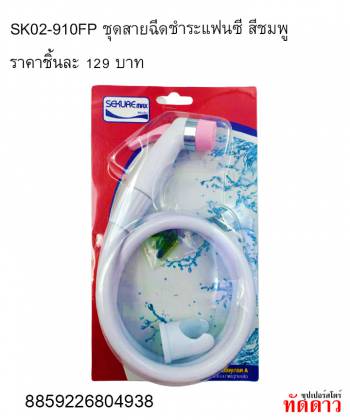 SK02-910FP ชุดสายฉีดชำระแฟนซี สีชมพู
ราคาชิ้นละ 129 บาท
SEKURE max
8859226804938
ซุปเปอร์สโตร์
ทัดดาว